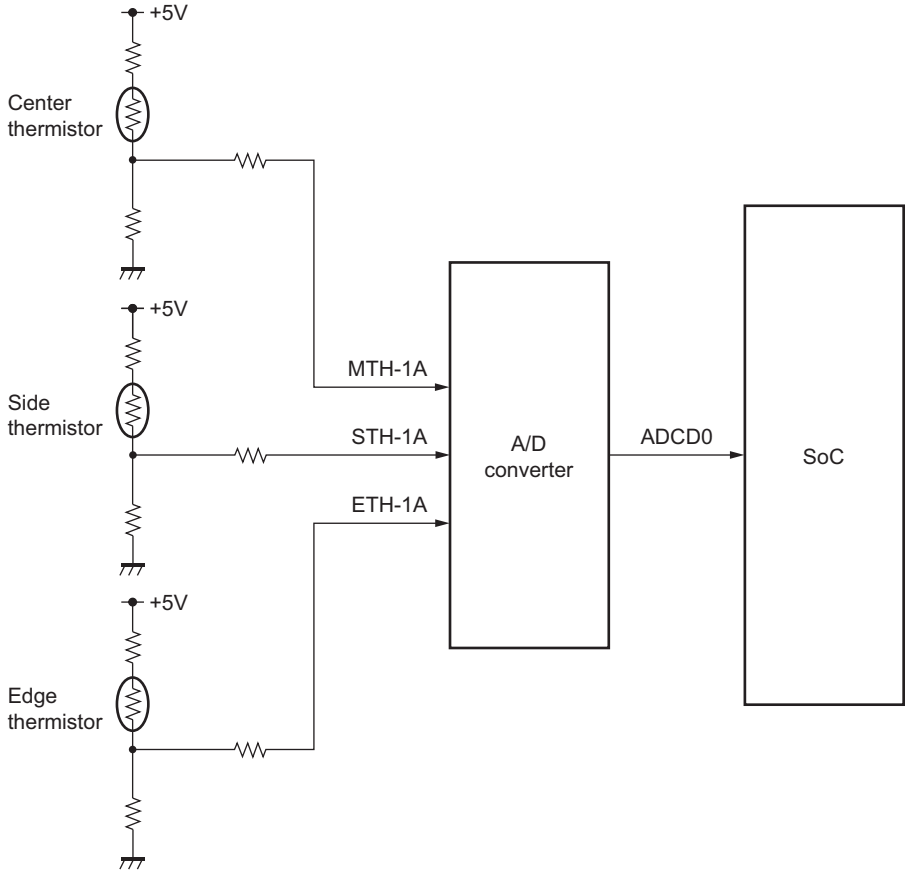 +5V
Center
thermistor
+5V
MTH-1A
Side
thermistor
STH-1A
A/D
converter
ADCD0
SoC
ETH-1A
+5V
Edge
thermistor